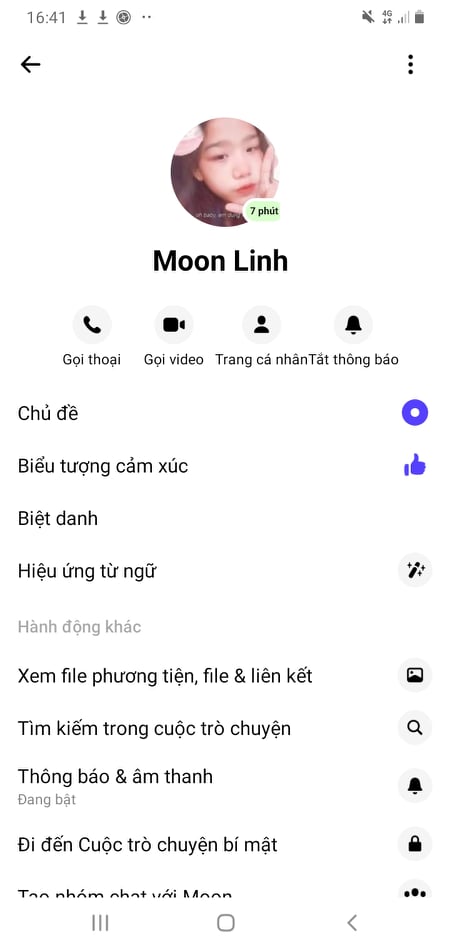 16:41
4G
7 phút
Moon Linh
Gọi thoại
Gọi video
Trang cá nhân
Tắt thông báo
Chủ đề
Biểu tượng cảm xúc
Biệt danh
Hiệu ứng từ ngữ
Hành động khác
Xem file phương tiện, file & liên kết
Tìm kiếm trong cuộc trò chuyện
Thông báo & âm thanh
Đang bật
Đi đến Cuộc trò chuyện bí mật
Tạo nhóm chat với Moon